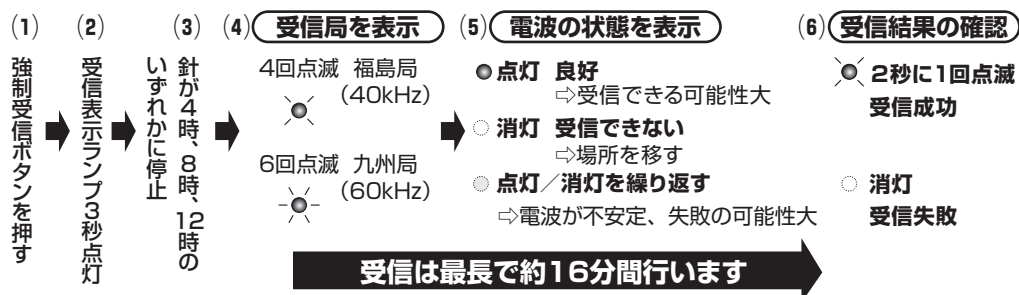 (1)
強制受信ボタンを押す
(2)
受信表示ランプ3秒点灯
(3)
針が4時、8時、12時の
いずれかに停止
(4) 受信局を表示
4回点滅 福島局
(40kHz)
6回点滅 九州局
(60kHz)
(5) 電波の状態を表示
点灯 良好
⇨受信できる可能性大
消灯 受信できない
⇨場所を移す
点灯／消灯を繰り返す
⇨電波が不安定、失敗の可能性大
(6) 受信結果の確認
2秒に1回点滅
受信成功
消灯
受信失敗
受信は最長で約16分間行います